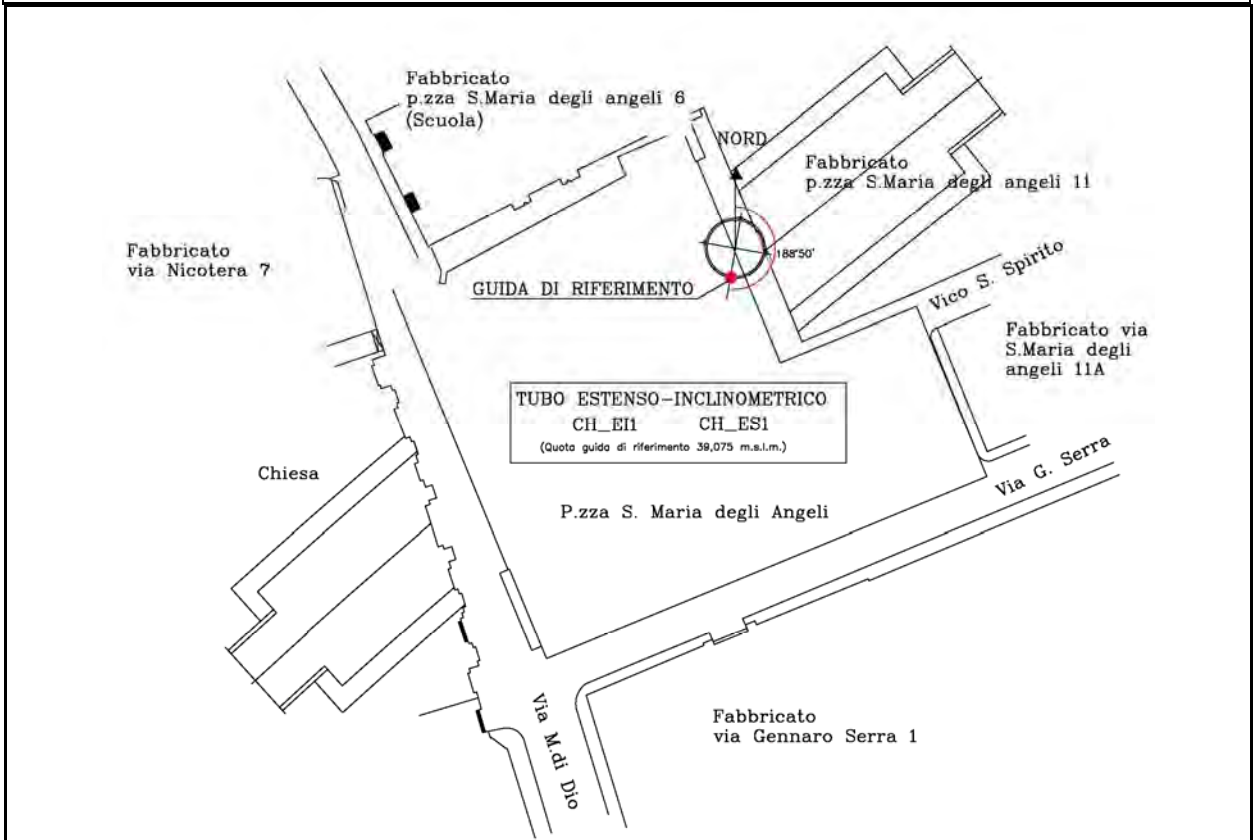 Fabbricato
p.zza S.Maria degli angeli 6
(Scuola)
NORD
Fabbricato
p.zza S.Maria degli angeli 11
Fabbricato
via Nicotera 7
188°50'
GUIDA DI RIFERIMENTO
Vico S. Spirito
Fabbricato via
S.Maria degli
angeli 11A
TUBO ESTENSO-INCLINOMETRICO
CH_EI1 CH_ES1
(Quota guida di riferimento 39,075 m.s.l.m.)
Chiesa
Via G. Serra
P.zza S. Maria degli Angeli
Via M.di Dio
Fabbricato
via Gennaro Serra 1